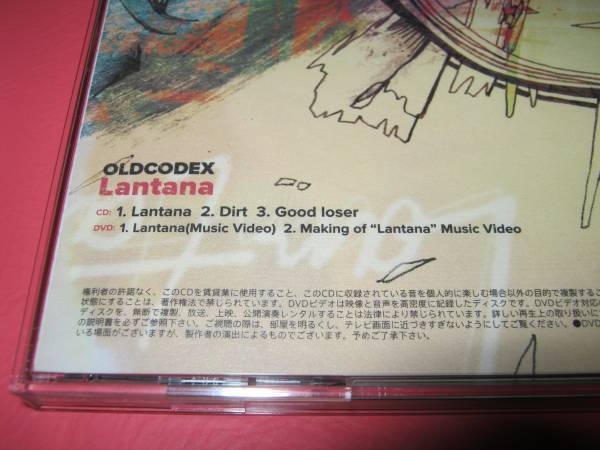 OLDCODEX
Lantana
CD: 1. Lantana 2. Dirt 3. Good loser
DVD: 1. Lantana(Music Video) 2. Making of “Lantana” Music Video
権利者の許諾なく、このCDを賃貸業に使用すること、このCDに収録されている音を個人的に楽しむ場合以外の目的で複製する
状態にすることは、著作権法で禁じられています。DVDビデオは映像と音声を高密度に記録したディスクです。DVDビデオ対応
ディスクを、無断で複製、放送、上映、公開演奏レンタルすることは法律により禁じられています。詳しい再生上の取り扱いに
の説明書を必ずご参照下さい。ご視聴の際は、部屋を明るくし、テレビ画面に近づきすぎないようにしてご覧ください。●DVD
いる場面がございますが、製作者の演出によるものでございます。予めご了承下さい。